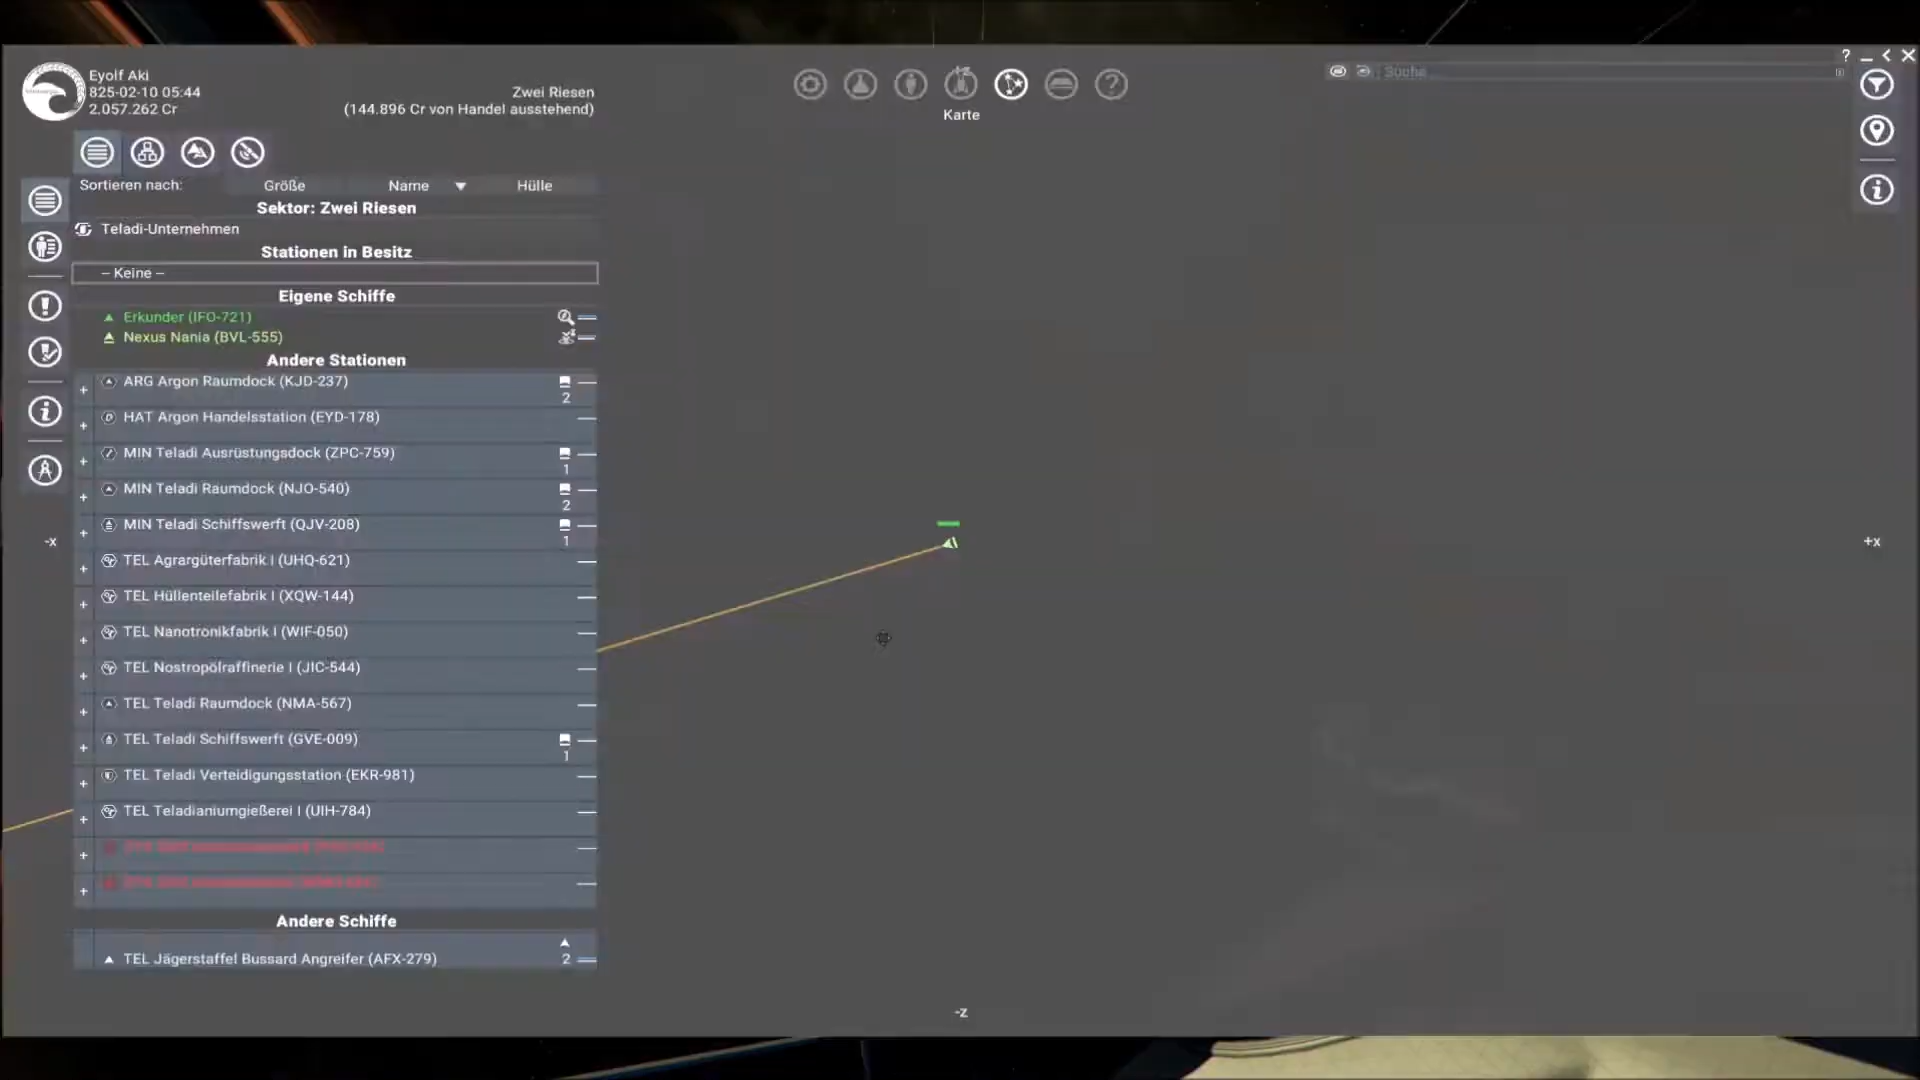 Eyolf Aki
825-02-10 05:44
2.057.262 Cr
Zwei Riesen
(144.896 Cr von Handel ausstehend)
Karte
?
Suche
Sortieren nach:
Größe
Name
Hülle
Sektor: Zwei Riesen
Teladi-Unternehmen
Stationen in Besitz
-- Keine --
Eigene Schiffe
Erkunder (IFO-721)
Nexus Nania (BVL-555)
Andere Stationen
ARG Argon Raumdock (KJD-237)
2
HAT Argon Handelsstation (EYD-178)
MIN Teladi Ausrüstungsdock (ZPC-759)
1
MIN Teladi Raumdock (NJO-540)
2
MIN Teladi Schiffswerft (QJV-208)
1
TEL Agrargüterfabrik I (UHQ-621)
TEL Hüllenteilefabrik I (XQW-144)
TEL Nanotronikfabrik I (WIF-050)
TEL Nostropölraffinerie I (JIC-544)
TEL Teladi Raumdock (NMA-567)
TEL Teladi Schiffswerft (GVE-009)
1
TEL Teladi Verteidigungsstation (EKR-981)
TEL Teladianiumgießerei I (UIH-784)
Andere Schiffe
TEL Jägerstaffel Bussard Angreifer (AFX-279)
2
-x
+x
-z